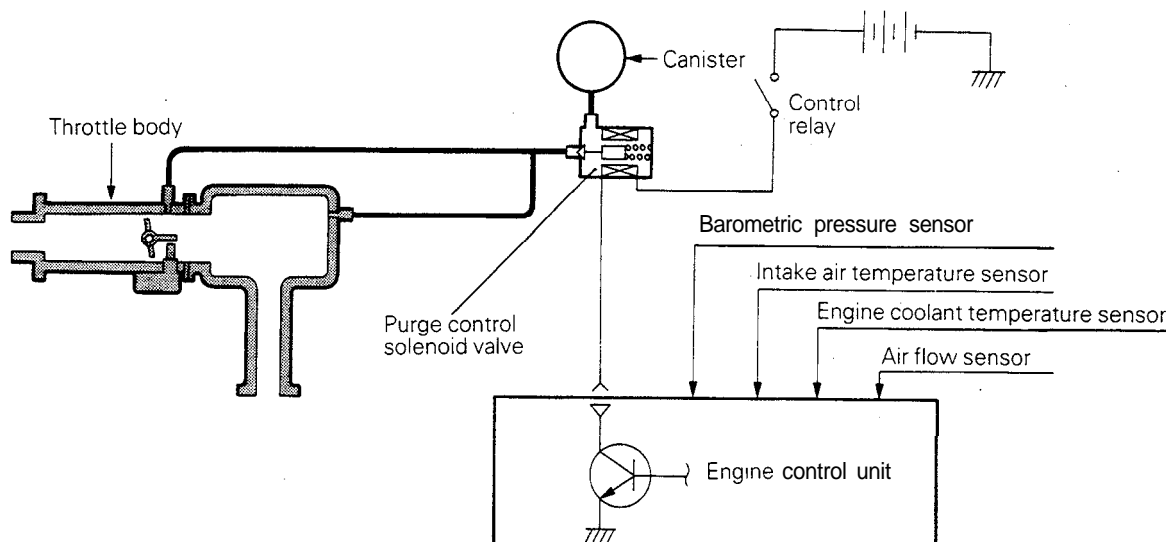 Canister
Control
relay
Throttle body
Barometric pressure sensor
Intake air temperature sensor
Purge control
solenoid valve
Engine coolant temperature sensor
Air flow sensor
Engine control unit